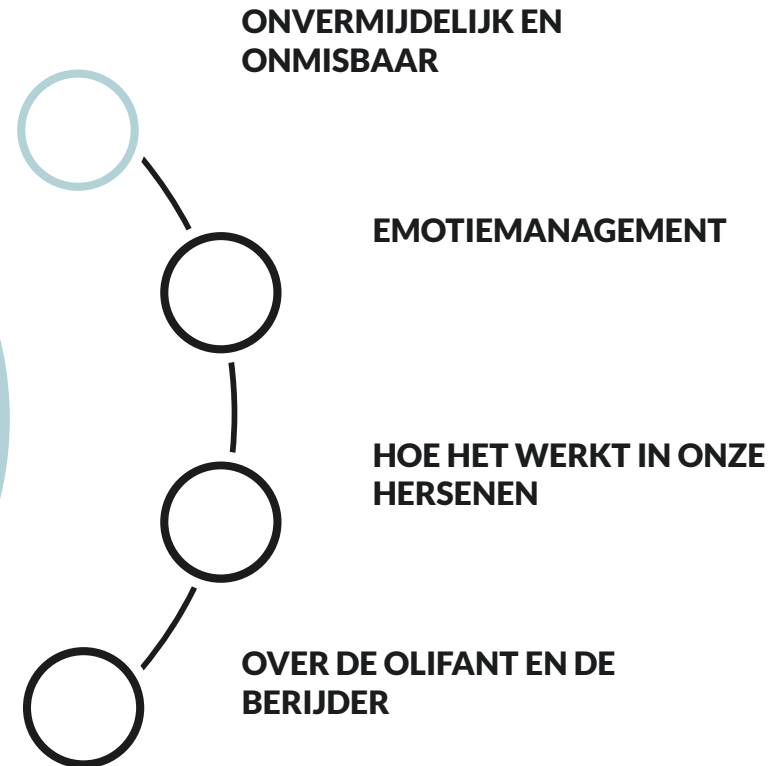 ONVERMIJDELIJK EN
ONMISBAAR
EMOTIEMANAGEMENT
HOE HET WERKT IN ONZE
HERSENEN
OVER DE OLIFANT EN DE
BERIJDER